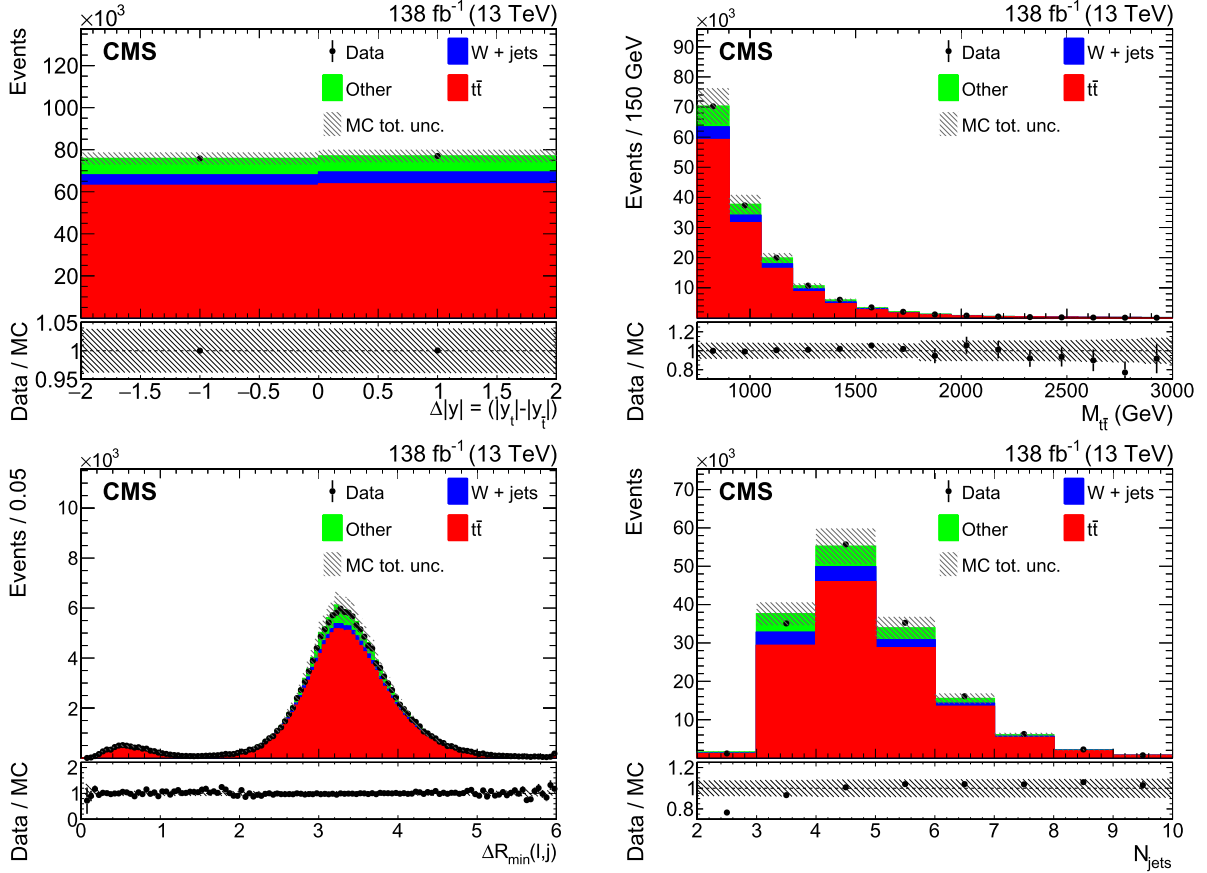 ×10³ 138 fb⁻¹ (13 TeV)
CMS
Data W + jets
Other tt̄
MC tot. unc.
Events
120
100
80
60
40
20
Data / MC
1.05
1
0.95
−2 −1.5 −1 −0.5 0 0.5 1 1.5 2
Δ|y| = (|y_t|-|y_t̄|)
×10³ 138 fb⁻¹ (13 TeV)
CMS
Data W + jets
Other tt̄
MC tot. unc.
Events / 150 GeV
90
80
70
60
50
40
30
20
10
Data / MC
1.2
1
0.8
1000 1500 2000 2500 3000
M_tt̄ (GeV)
×10³ 138 fb⁻¹ (13 TeV)
CMS
Data W + jets
Other tt̄
MC tot. unc.
Events / 0.05
10
8
6
4
2
Data / MC
2
1
0
0 1 2 3 4 5 6
ΔR_min(l,j)
×10³ 138 fb⁻¹ (13 TeV)
CMS
Data W + jets
Other tt̄
MC tot. unc.
Events
70
60
50
40
30
20
10
Data / MC
1.2
1
0.8
2 3 4 5 6 7 8 9 10
N_jets